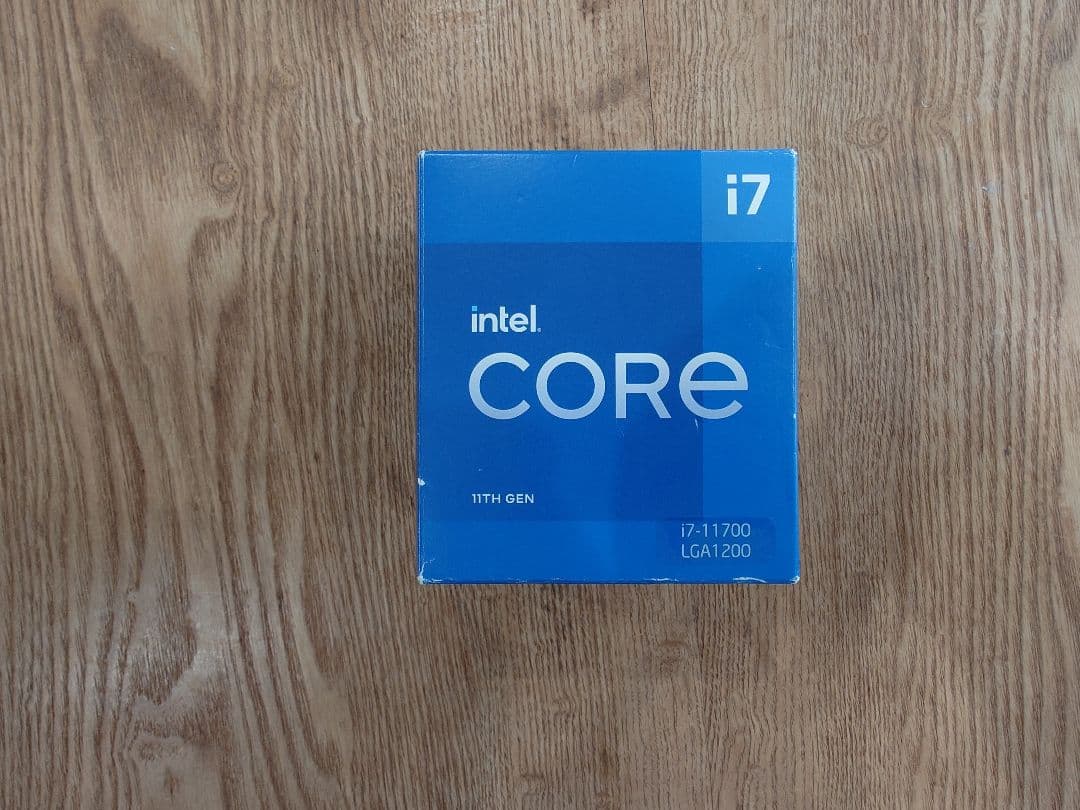 i7
intel.
CORe
11TH GEN
i7-11700
LGA1200